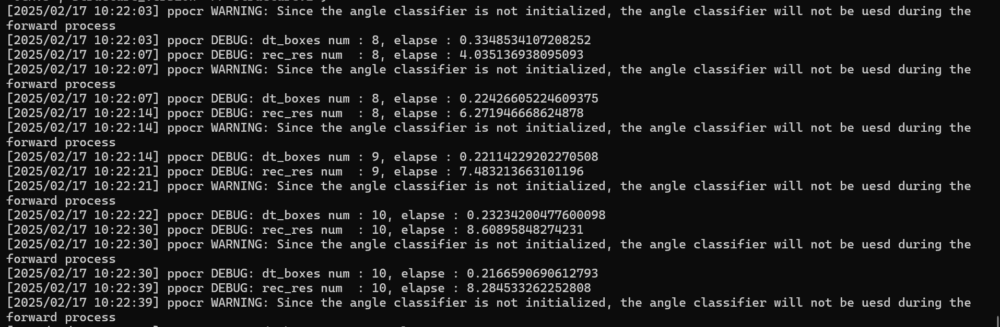 [2025/02/17 10:22:03] ppocr WARNING: Since the angle classifier is not initialized, the angle classifier will not be uesd during the
forward process
[2025/02/17 10:22:03] ppocr DEBUG: dt_boxes num : 8, elapse : 0.3348534107208252
[2025/02/17 10:22:07] ppocr DEBUG: rec_res num  : 8, elapse : 4.035136938095093
[2025/02/17 10:22:07] ppocr WARNING: Since the angle classifier is not initialized, the angle classifier will not be uesd during the
forward process
[2025/02/17 10:22:07] ppocr DEBUG: dt_boxes num : 8, elapse : 0.22426605224609375
[2025/02/17 10:22:14] ppocr DEBUG: rec_res num  : 8, elapse : 6.271946668624878
[2025/02/17 10:22:14] ppocr WARNING: Since the angle classifier is not initialized, the angle classifier will not be uesd during the
forward process
[2025/02/17 10:22:14] ppocr DEBUG: dt_boxes num : 9, elapse : 0.22114229202270508
[2025/02/17 10:22:21] ppocr DEBUG: rec_res num  : 9, elapse : 7.483213663101196
[2025/02/17 10:22:21] ppocr WARNING: Since the angle classifier is not initialized, the angle classifier will not be uesd during the
forward process
[2025/02/17 10:22:22] ppocr DEBUG: dt_boxes num : 10, elapse : 0.23234200477600098
[2025/02/17 10:22:30] ppocr DEBUG: rec_res num  : 10, elapse : 8.60895848274231
[2025/02/17 10:22:30] ppocr WARNING: Since the angle classifier is not initialized, the angle classifier will not be uesd during the
forward process
[2025/02/17 10:22:30] ppocr DEBUG: dt_boxes num : 10, elapse : 0.2166590690612793
[2025/02/17 10:22:39] ppocr DEBUG: rec_res num  : 10, elapse : 8.284533262252808
[2025/02/17 10:22:39] ppocr WARNING: Since the angle classifier is not initialized, the angle classifier will not be uesd during the
forward process